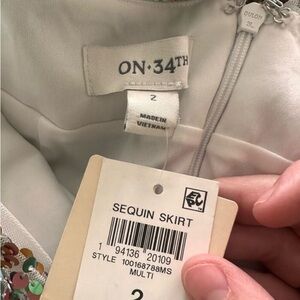 ON•34TH
2
MADE IN
VIETNAM
SEQUIN SKIRT
1 94136 20109
STYLE 100168788MS
MULTI
2